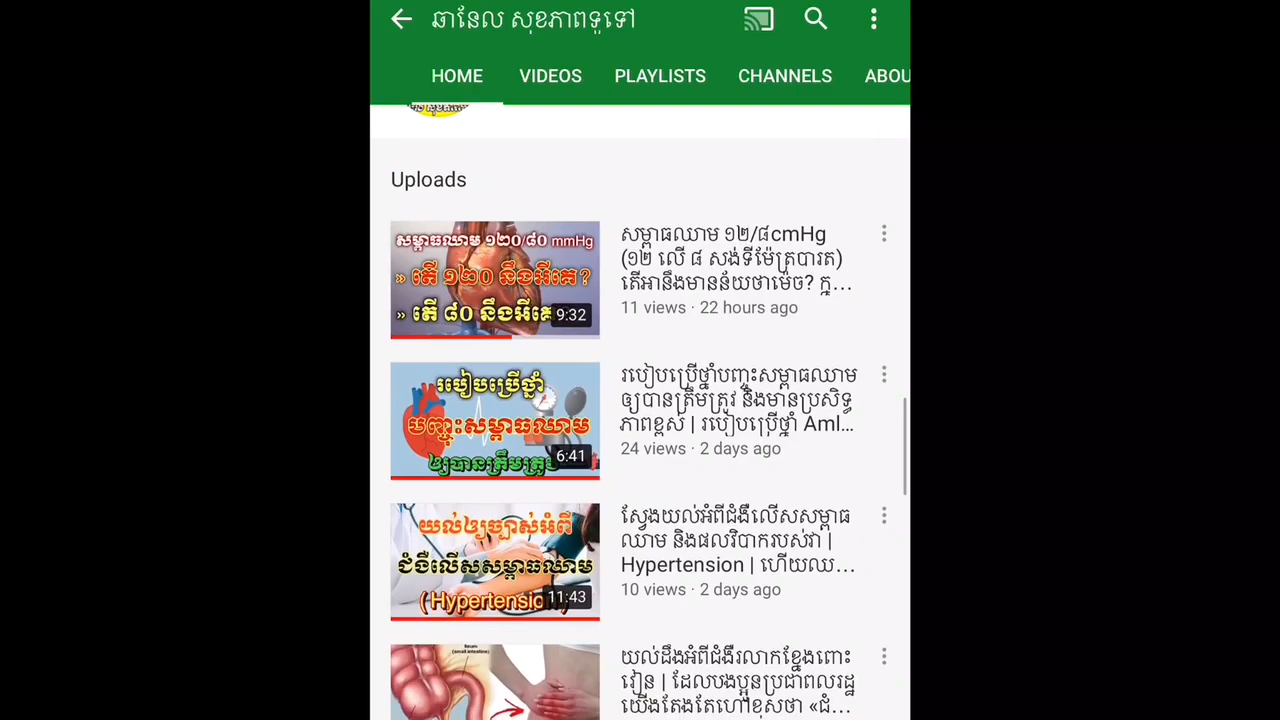 ឆានែល សុខភាពទូទៅ
HOME VIDEOS PLAYLISTS CHANNELS ABOU
Uploads
សម្ពាធឈាម ១២០/៨០ mmHg
» តើ ១២០ នឹងអីគេ?
» តើ ៨០ នឹងអីគេ
9:32
សម្ពាធឈាម ១២/៨cmHg
(១២ លើ ៨ សង់ទីម៉ែត្របារត)
តើអានឹងមានន័យថាម៉េច? ក្នុ...
11 views · 22 hours ago
របៀបប្រើថ្នាំ
បញ្ចុះសម្ពាធឈាម
ឲ្យបានត្រឹមត្រូវ
6:41
របៀបប្រើថ្នាំបញ្ចុះសម្ពាធឈាម
ឲ្យបានត្រឹមត្រូវ និងមានប្រសិទ្ធ
ភាពខ្ពស់ | របៀបប្រើថ្នាំ Aml...
24 views · 2 days ago
យល់ឲ្យច្បាស់អំពី
ជំងឺលើសសម្ពាធឈាម
(Hypertension)
11:43
ស្វែងយល់អំពីជំងឺលើសសម្ពាធ
ឈាម និងផលវិបាករបស់វា |
Hypertension | ហើយឈ...
10 views · 2 days ago
យល់ដឹងអំពីជំងឺរលាកខ្នែងពោះ
វៀន | ដែលបងប្អូនប្រជាពលរដ្ឋ
យើងតែងតែហៅខុសថា «ជំ...